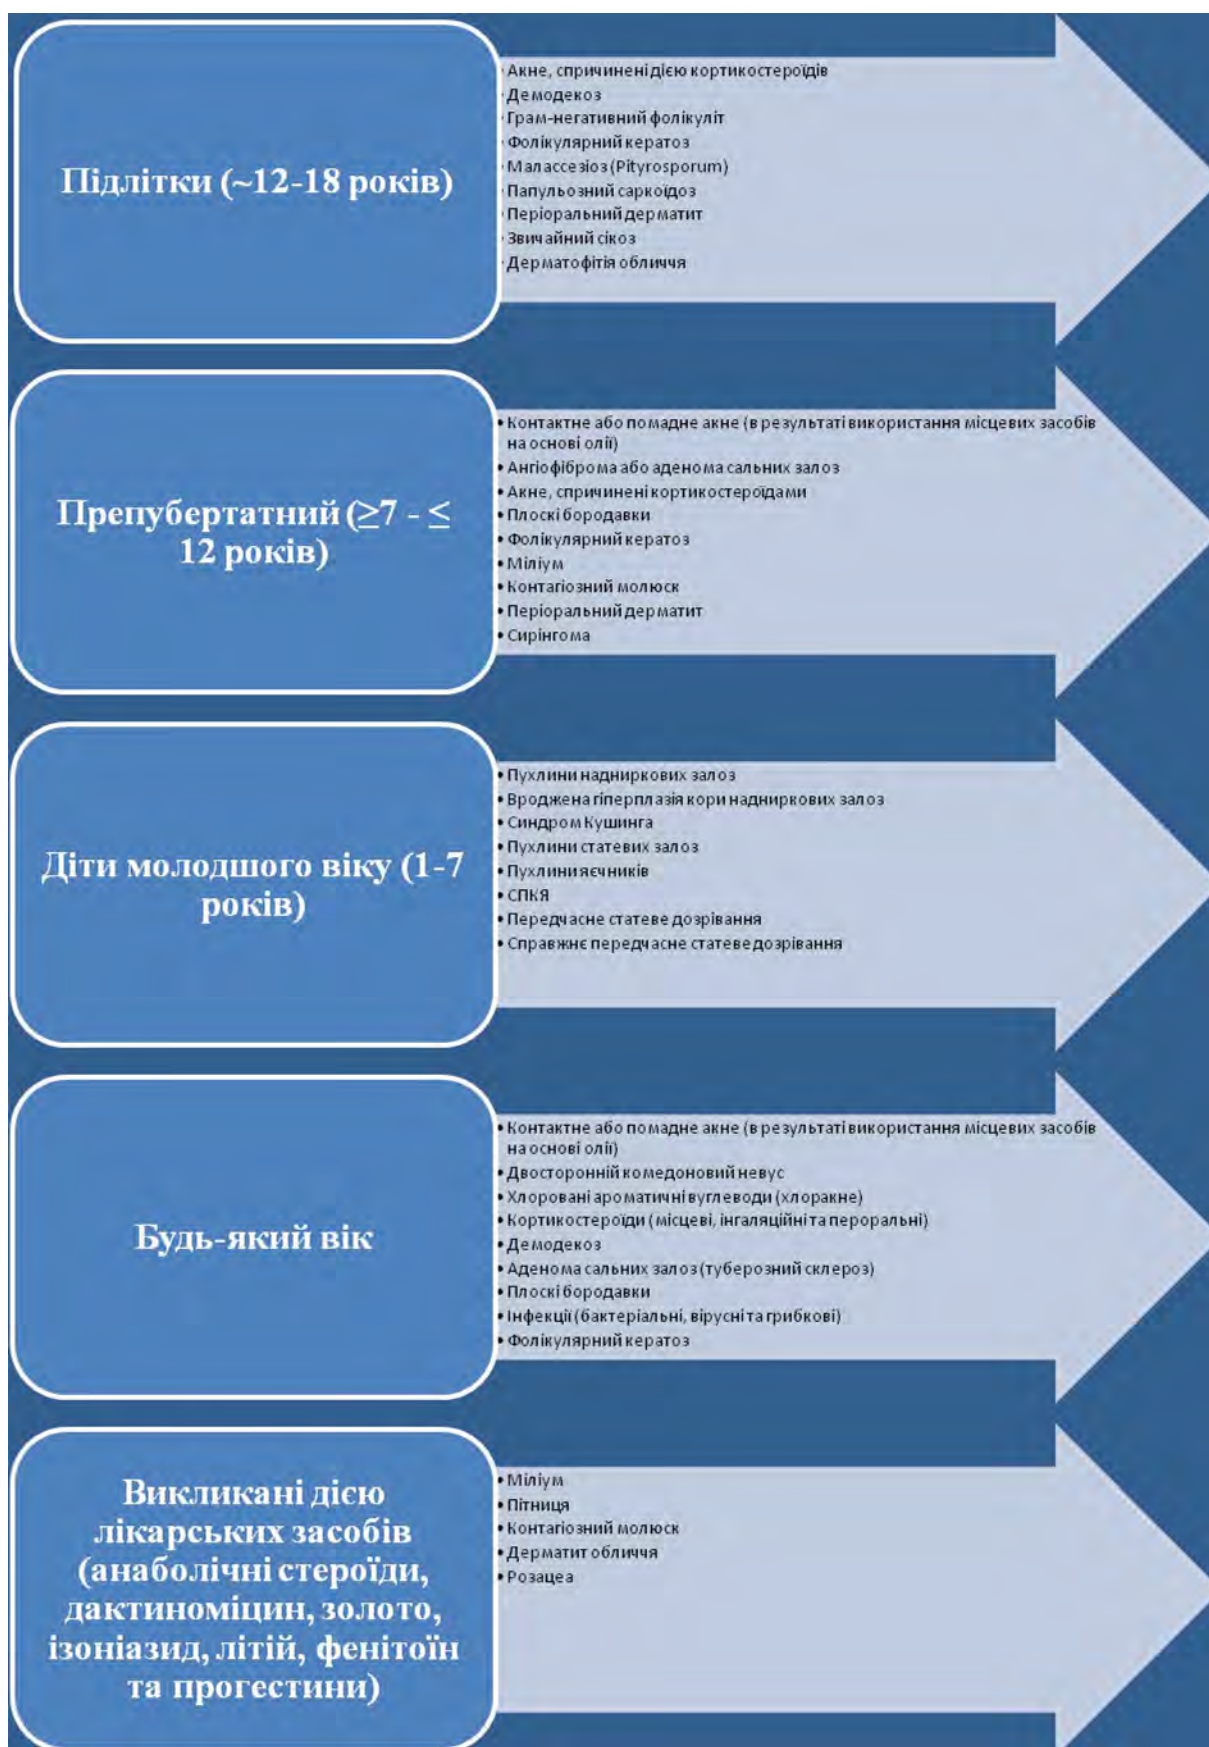 Підлітки (~12-18 років)
· Акне, спричинені дією кортикостероїдів
· Демодекоз
· Грам-негативний фолікуліт
· Фолікулярний кератоз
· Малассезіоз (Pityrosporum)
· Папульозний саркоїдоз
· Періоральний дерматит
· Звичайний сікоз
· Дерматофітія обличчя
Препубертатний (≥7 - ≤
12 років)
• Контактне або помадне акне (в результаті використання місцевих засобів
на основі олії)
• Ангіофіброма або аденома сальних залоз
• Акне, спричинені кортикостероїдами
• Плоскі бородавки
• Фолікулярний кератоз
• Міліум
• Контагіозний молюск
• Періоральний дерматит
• Сирінгома
Діти молодшого віку (1-7
років)
• Пухлини надниркових залоз
• Вроджена гіперплазія кори надниркових залоз
• Синдром Кушинга
• Пухлини статевих залоз
• Пухлини яєчників
• СПКЯ
• Передчасне статеве дозрівання
• Справжнє передчасне статеве дозрівання
Будь-який вік
• Контактне або помадне акне (в результаті використання місцевих засобів
на основі олії)
• Двосторонній комедоновий невус
• Хлоровані ароматичні вуглеводи (хлоракне)
• Кортикостероїди (місцеві, інгаляційні та пероральні)
• Демодекоз
• Аденома сальних залоз (туберозний склероз)
• Плоскі бородавки
• Інфекції (бактеріальні, вірусні та грибкові)
• Фолікулярний кератоз
Викликані дією
лікарських засобів
(анаболічні стероїди,
дактиноміцин, золото,
ізоніазид, літій, фенітоїн
та прогестини)
• Міліум
• Пітниця
• Контагіозний молюск
• Дерматит обличчя
• Розацеа